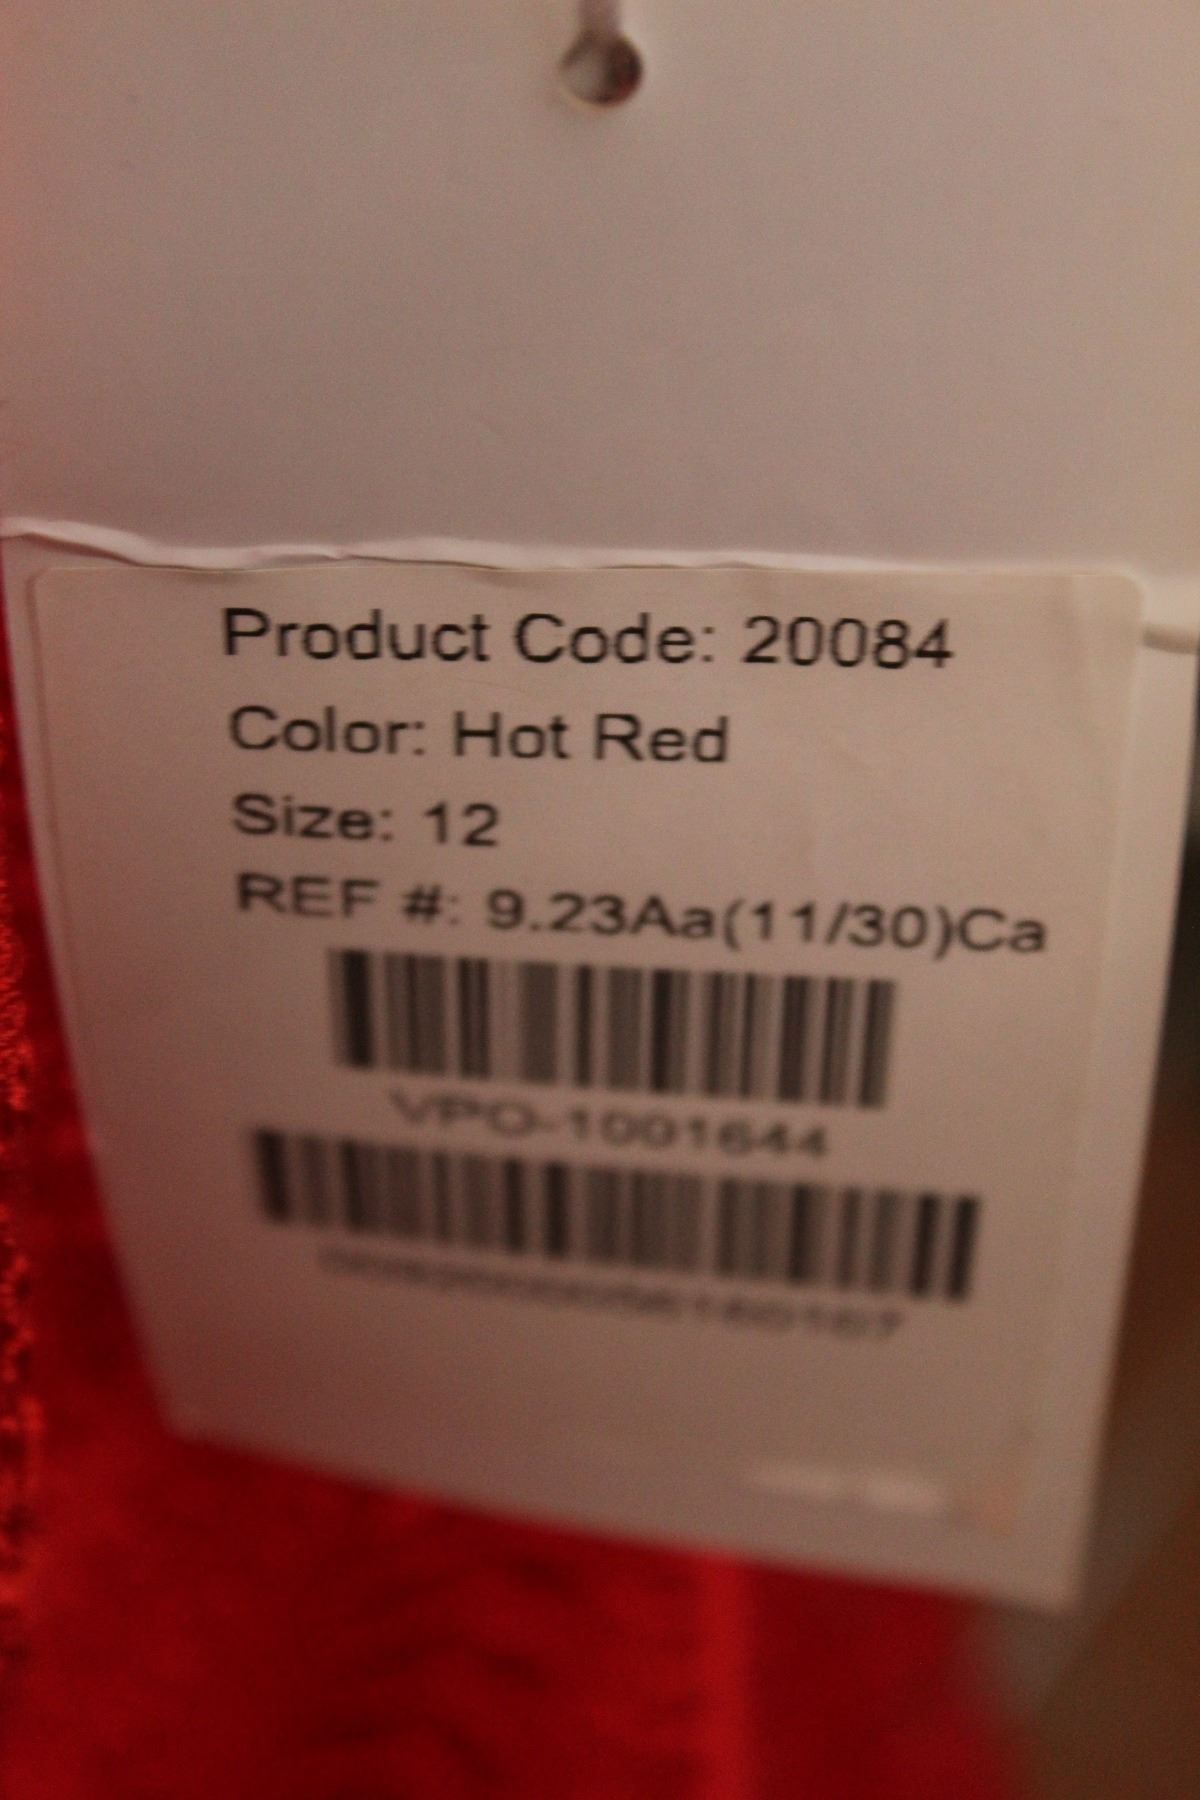 Product Code: 20084
Color: Hot Red
Size: 12
REF #: 9.23Aa(11/30)Ca
VPO-1001644